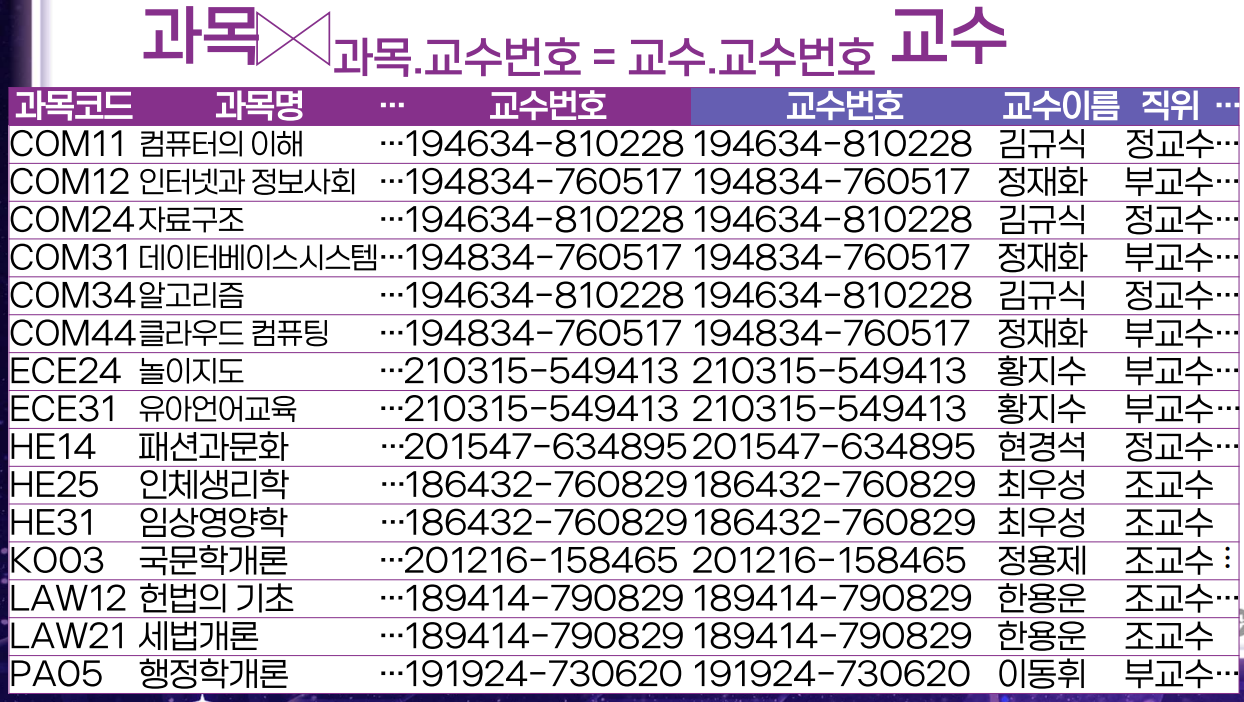 과목⋈과목.교수번호 = 교수.교수번호 교수
과목코드 과목명 … 교수번호 교수번호 교수이름 직위 …
COM11 컴퓨터의 이해 …194634-810228 194634-810228 김규식 정교수…
COM12 인터넷과 정보사회 …194834-760517 194834-760517 정재화 부교수…
COM24 자료구조 …194634-810228 194634-810228 김규식 정교수…
COM31 데이터베이스시스템…194834-760517 194834-760517 정재화 부교수…
COM34 알고리즘 …194634-810228 194634-810228 김규식 정교수…
COM44 클라우드 컴퓨팅 …194834-760517 194834-760517 정재화 부교수…
ECE24 놀이지도 …210315-549413 210315-549413 황지수 부교수…
ECE31 유아언어교육 …210315-549413 210315-549413 황지수 부교수…
HE14 패션과문화 …201547-634895 201547-634895 현경석 정교수…
HE25 인체생리학 …186432-760829 186432-760829 최우성 조교수
HE31 임상영양학 …186432-760829 186432-760829 최우성 조교수
KO03 국문학개론 …201216-158465 201216-158465 정용제 조교수 ⋮
LAW12 헌법의 기초 …189414-790829 189414-790829 한용운 조교수…
LAW21 세법개론 …189414-790829 189414-790829 한용운 조교수
PA05 행정학개론 …191924-730620 191924-730620 이동휘 부교수…